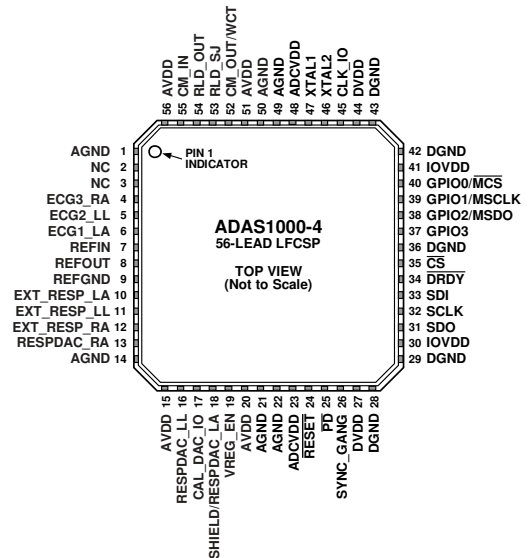 56 AVDD
55 CM_IN
54 RLD_OUT
53 RLD_SJ
52 CM_OUT/WCT
51 AVDD
50 AGND
49 AGND
48 ADCVDD
47 XTAL1
46 XTAL2
45 CLK_IO
44 DVDD
43 DGND
AGND 1
NC 2
NC 3
ECG3_RA 4
ECG2_LL 5
ECG1_LA 6
REFIN 7
REFOUT 8
REFGND 9
EXT_RESP_LA 10
EXT_RESP_LL 11
EXT_RESP_RA 12
RESPDAC_RA 13
AGND 14
PIN 1
INDICATOR
ADAS1000-4
56-LEAD LFCSP
TOP VIEW
(Not to Scale)
42 DGND
41 IOVDD
40 GPIO0/M̅C̅S̅
39 GPIO1/MSCLK
38 GPIO2/MSDO
37 GPIO3
36 DGND
35 C̅S̅
34 D̅R̅D̅Y̅
33 SDI
32 SCLK
31 SDO
30 IOVDD
29 DGND
AVDD 15
RESPDAC_LL 16
CAL_DAC_IO 17
SHIELD/RESPDAC_LA 18
VREG_EN 19
AVDD 20
AGND 21
AGND 22
ADCVDD 23
R̅E̅S̅E̅T̅ 24
P̅D̅ 25
SYNC_GANG 26
DVDD 27
DGND 28